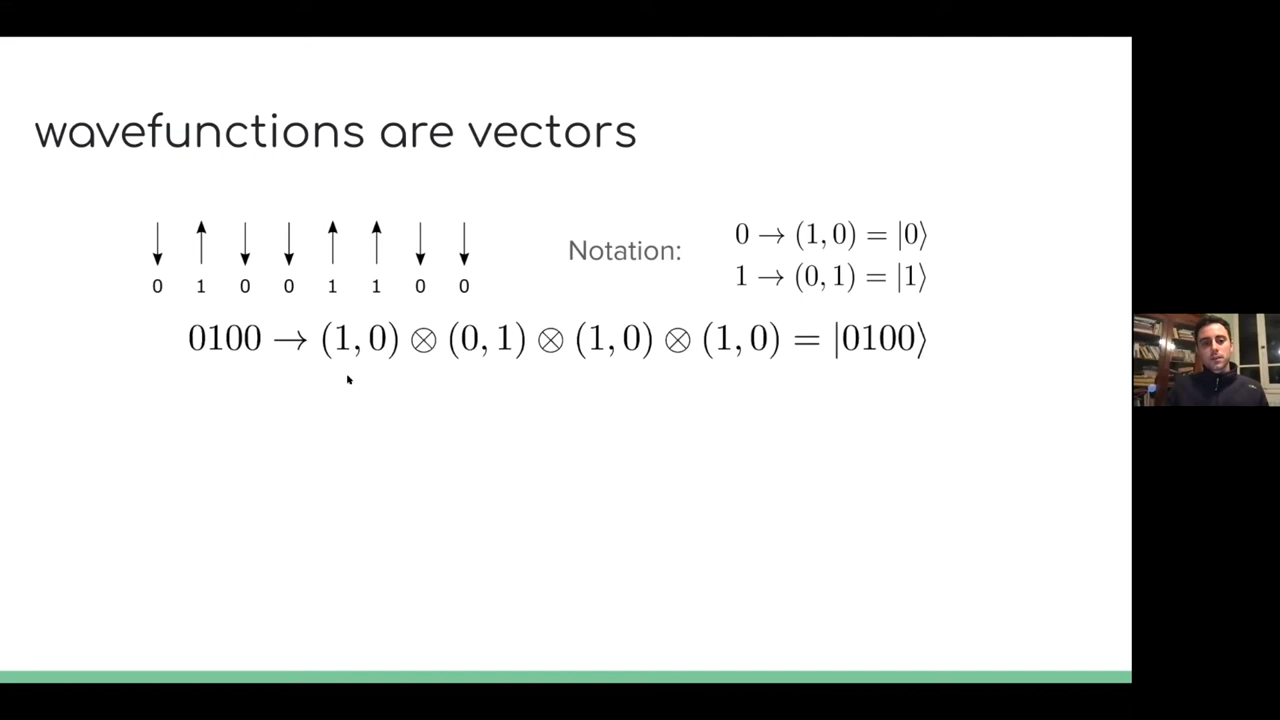 wavefunctions are vectors
0 1 0 0 1 1 0 0
Notation:
0 → (1, 0) = |0⟩
1 → (0, 1) = |1⟩
0100 → (1, 0) ⊗ (0, 1) ⊗ (1, 0) ⊗ (1, 0) = |0100⟩